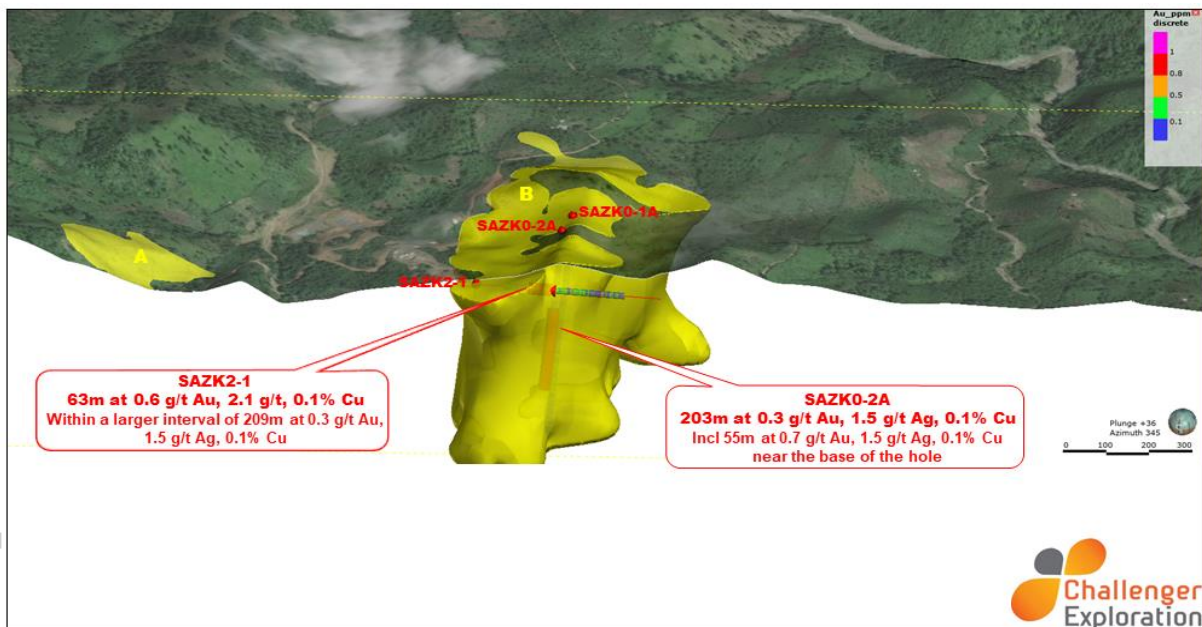 Au_ppm
discrete
1
0.8
0.5
0.1
B
SAZK0-1A
SAZK0-2A
A
SAZK2-1
SAZK2-1
63m at 0.6 g/t Au, 2.1 g/t, 0.1% Cu
Within a larger interval of 209m at 0.3 g/t Au,
1.5 g/t Ag, 0.1% Cu
SAZK0-2A
203m at 0.3 g/t Au, 1.5 g/t Ag, 0.1% Cu
Incl 55m at 0.7 g/t Au, 1.5 g/t Ag, 0.1% Cu
near the base of the hole
Plunge +36
Azimuth 345
0 100 200 300
Challenger
Exploration